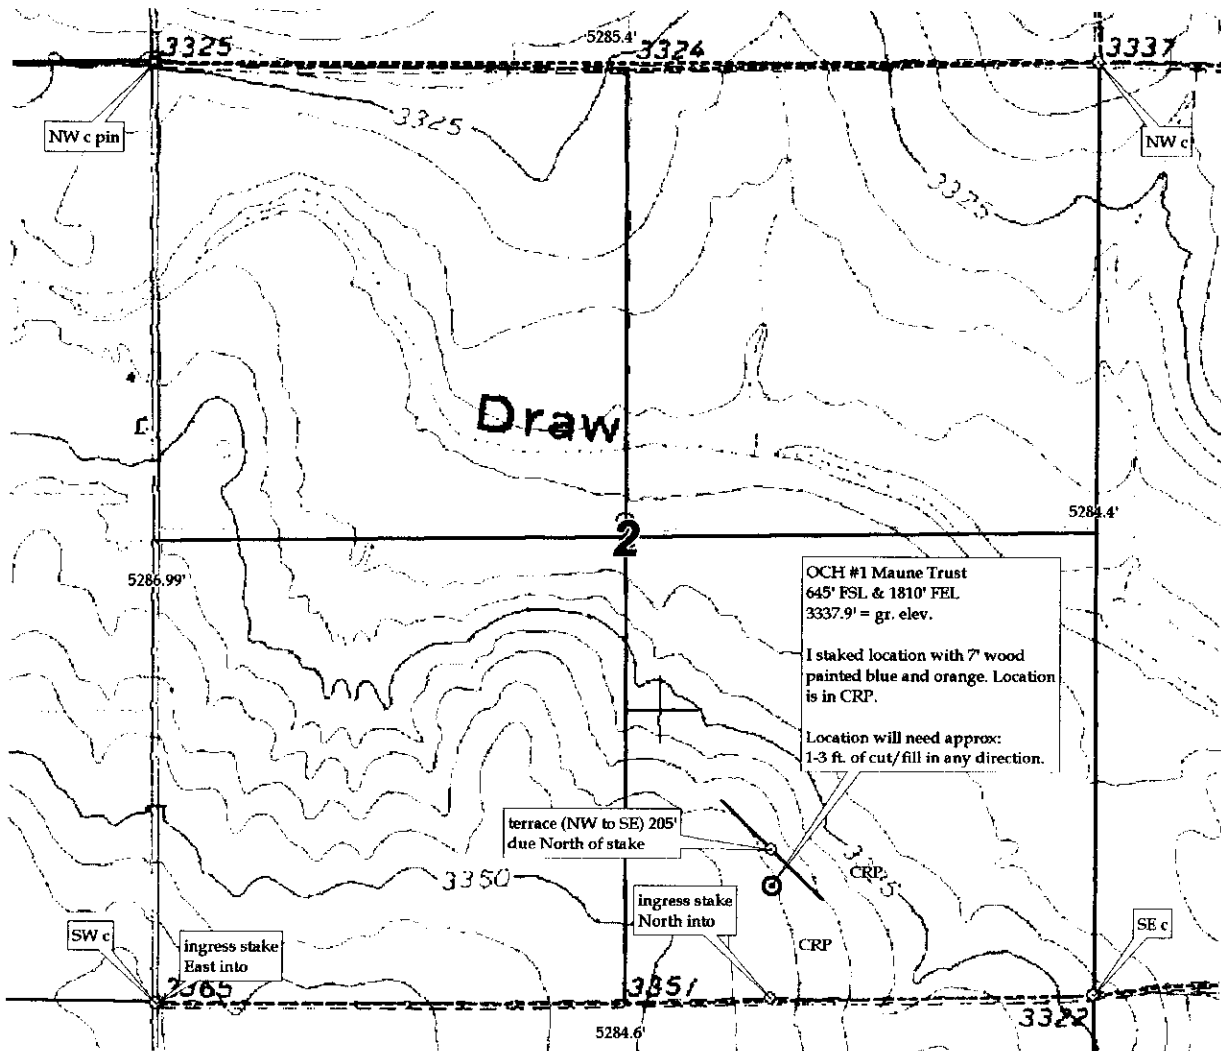 3325
5285.4'
3324
3337
NW c pin
3325
NW c
3325
Draw
2
5284.4'
5286.99'
OCH #1 Maune Trust
645' FSL & 1810' FEL
3337.9' = gr. elev.
I staked location with 7' wood
painted blue and orange. Location
is in CRP.
Location will need approx:
1-3 ft. of cut/fill in any direction.
terrace (NW to SE) 205'
due North of stake
CRP
3350
ingress stake
North into
SW c
ingress stake
East into
CRP
SE c
3365
3351
3322
5284.6'